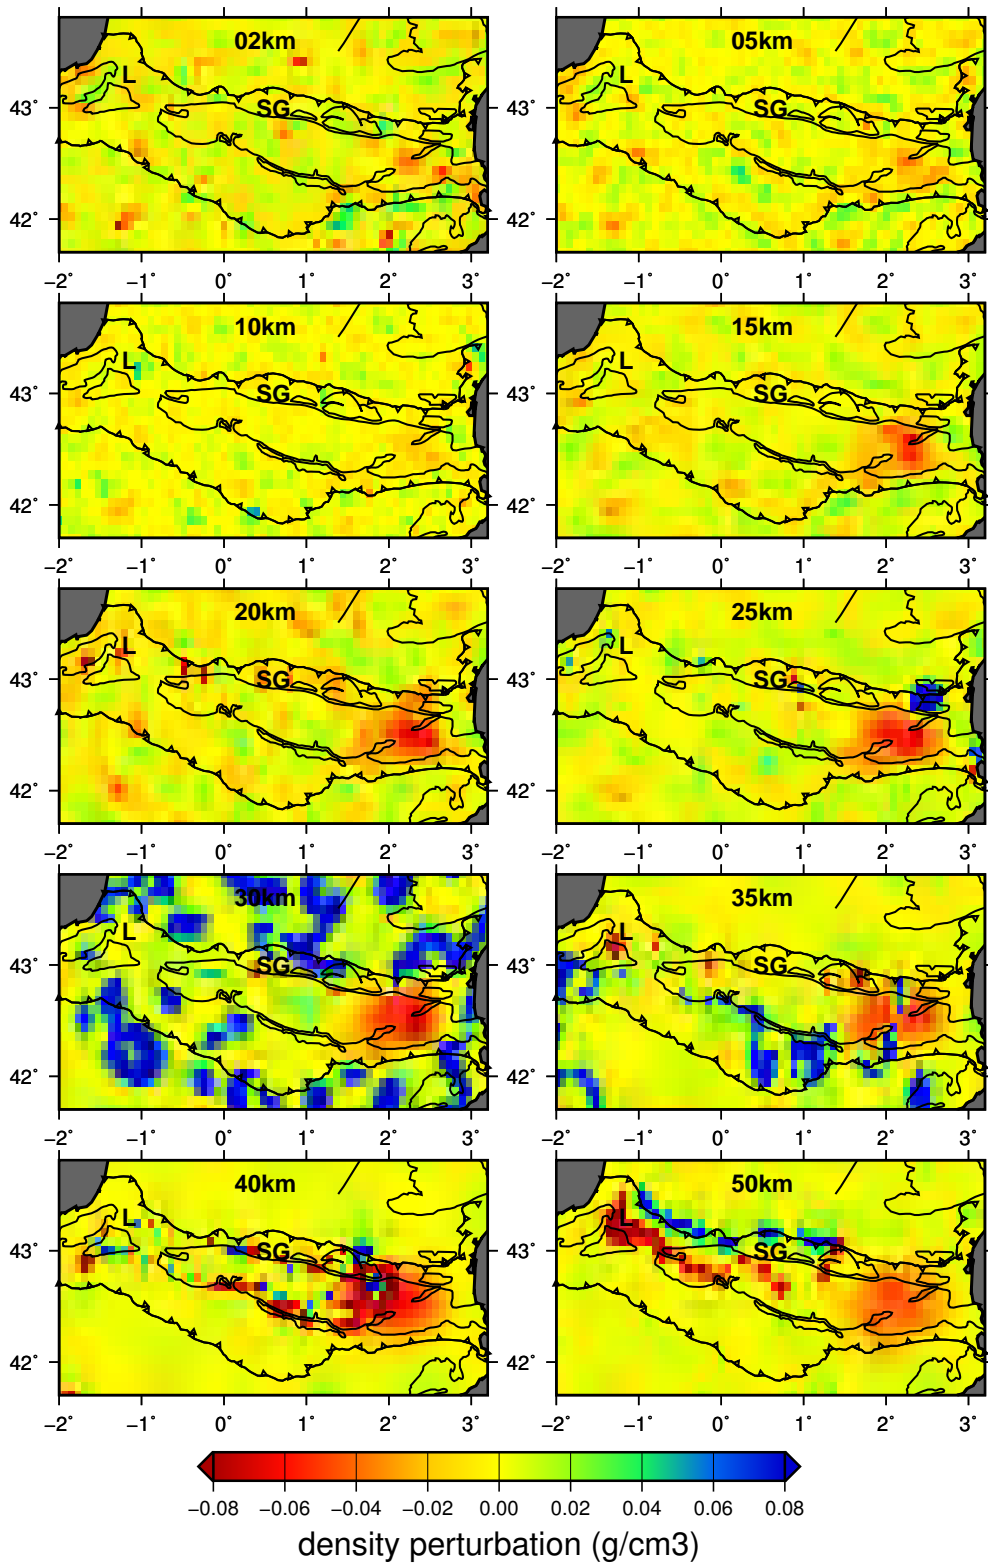 02km
05km
L
SG
43°
42°
L
SG
43°
42°
−2° −1° 0° 1° 2° 3°
−2° −1° 0° 1° 2° 3°
10km
15km
L
SG
43°
42°
L
SG
43°
42°
−2° −1° 0° 1° 2° 3°
−2° −1° 0° 1° 2° 3°
20km
25km
L
SG
43°
42°
L
SG
43°
42°
−2° −1° 0° 1° 2° 3°
−2° −1° 0° 1° 2° 3°
30km
35km
L
SG
43°
42°
L
SG
43°
42°
−2° −1° 0° 1° 2° 3°
−2° −1° 0° 1° 2° 3°
40km
50km
L
SG
43°
42°
L
SG
43°
42°
−2° −1° 0° 1° 2° 3°
−2° −1° 0° 1° 2° 3°
−0.08 −0.06 −0.04 −0.02 0.00 0.02 0.04 0.06 0.08
density perturbation (g/cm3)